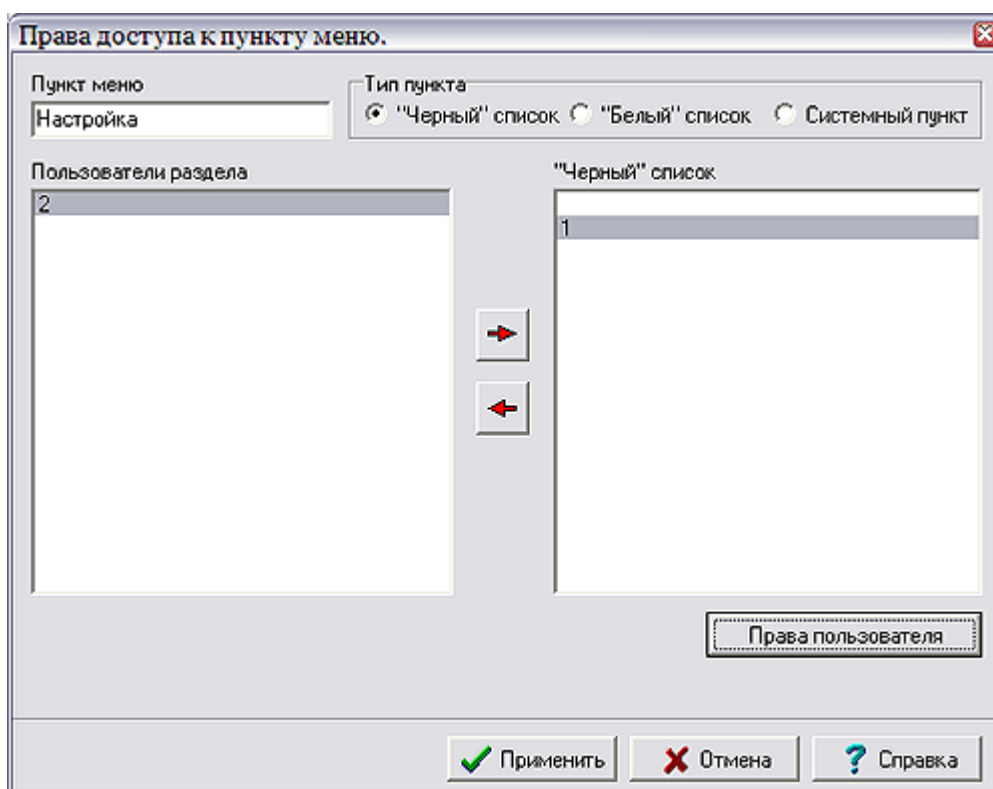 Права доступа к пункту меню.
Пункт меню
Тип пункта
Настройка
"Черный" список "Белый" список Системный пункт
Пользователи раздела "Черный" список
2
1
Права пользователя
Применить Отмена Справка